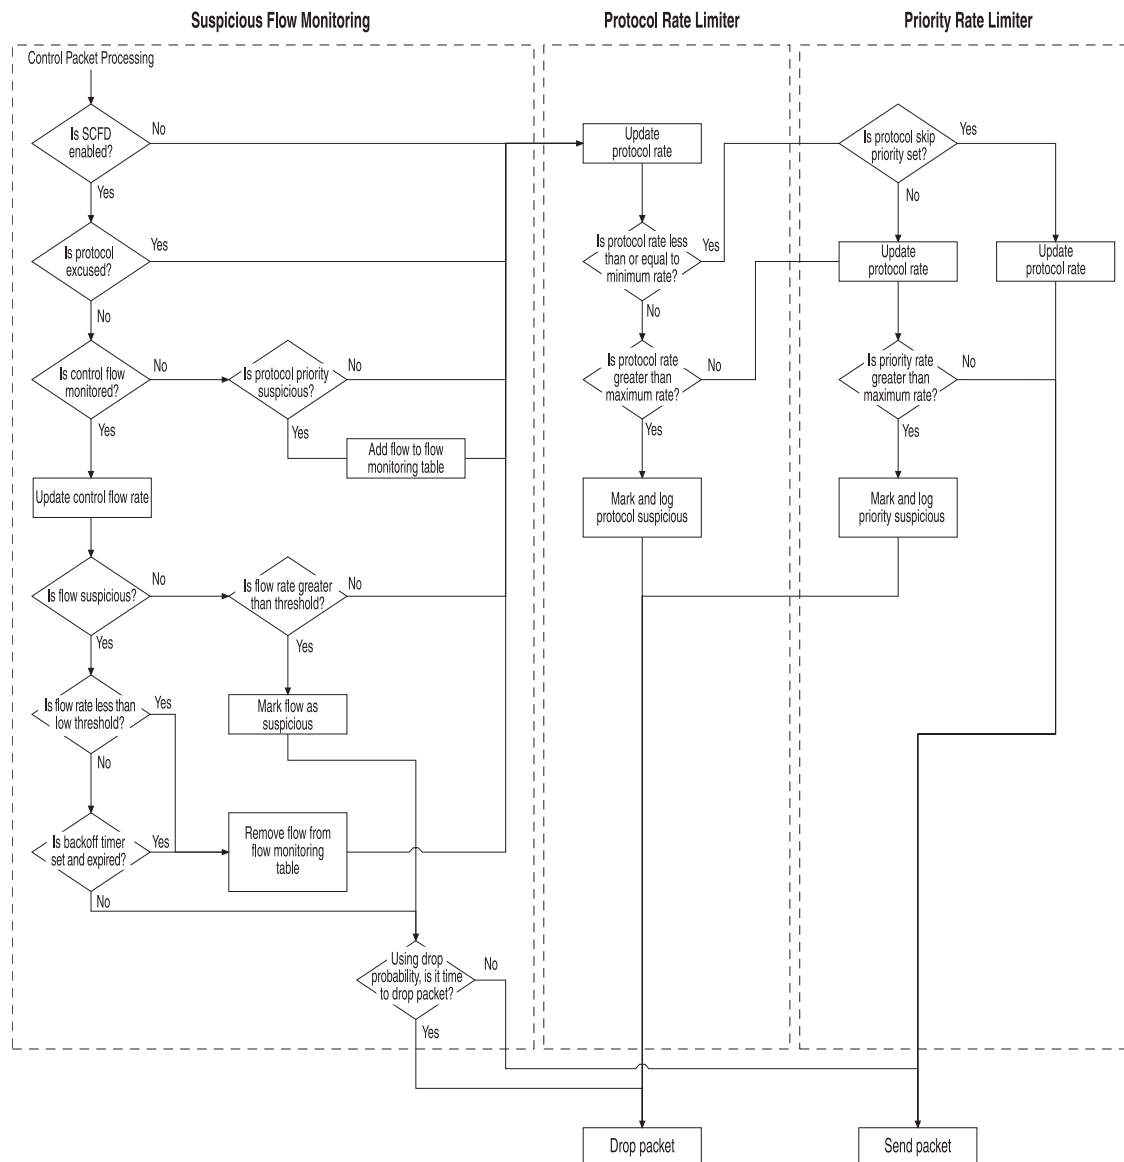 Suspicious Flow Monitoring
Protocol Rate Limiter
Priority Rate Limiter
Control Packet Processing
Is SCFD
enabled?
No
Yes
Update
protocol rate
Is protocol skip
priority set?
Yes
No
Is protocol
excused?
Yes
No
Is protocol rate less
than or equal to
minimum rate?
Yes
No
Update
protocol rate
Update
protocol rate
Is control flow
monitored?
No
Yes
Is protocol priority
suspicious?
No
Yes
Is protocol rate
greater than
maximum rate?
No
Yes
Is priority rate
greater than
maximum rate?
No
Yes
Add flow to flow
monitoring table
Update control flow rate
Mark and log
protocol suspicious
Mark and log
priority suspicious
Is flow suspicious?
No
Yes
Is flow rate greater
than threshold?
No
Yes
Is flow rate less than
low threshold?
Yes
No
Mark flow as
suspicious
Is backoff timer
set and expired?
Yes
No
Remove flow from
flow monitoring
table
Using drop
probability, is it time
to drop packet?
No
Yes
Drop packet
Send packet